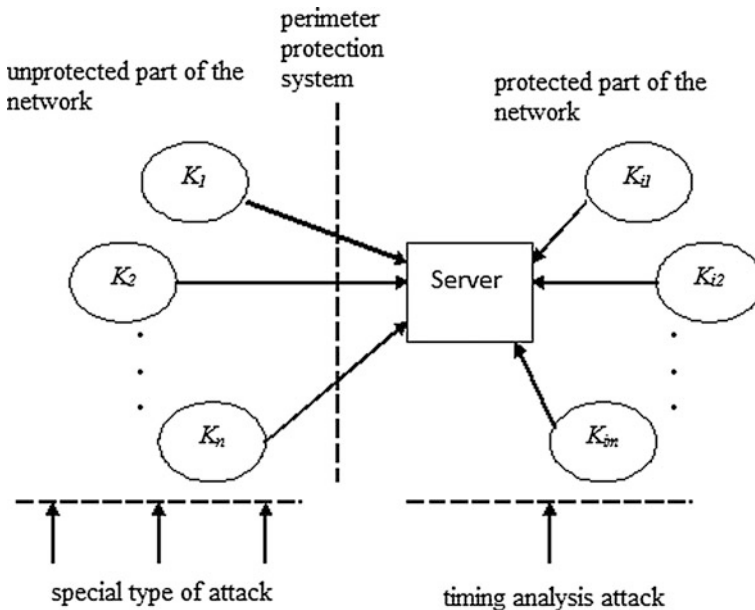 perimeter
protection
system
unprotected part of the
network
protected part of the
network
K1
Ki1
K2
Server
Ki2
Kn
Kim
special type of attack
timing analysis attack